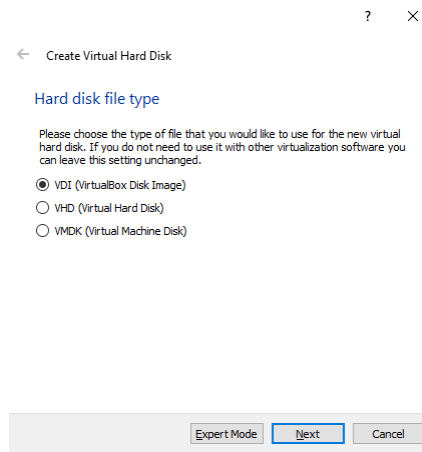 ?
Create Virtual Hard Disk
Hard disk file type
Please choose the type of file that you would like to use for the new virtual
hard disk. If you do not need to use it with other virtualization software you
can leave this setting unchanged.
VDI (VirtualBox Disk Image)
VHD (Virtual Hard Disk)
VMDK (Virtual Machine Disk)
Expert Mode Next Cancel